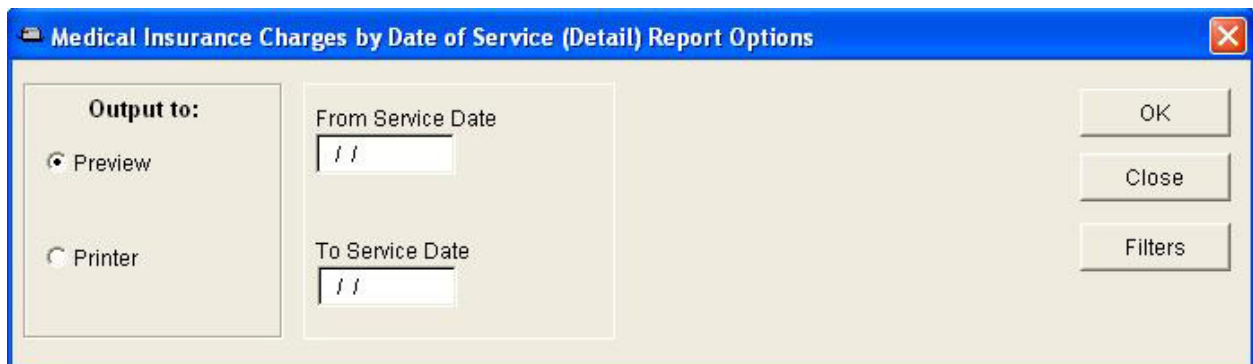 Medical Insurance Charges by Date of Service (Detail) Report Options
Output to:
Preview
Printer
From Service Date
/ /
To Service Date
/ /
OK
Close
Filters